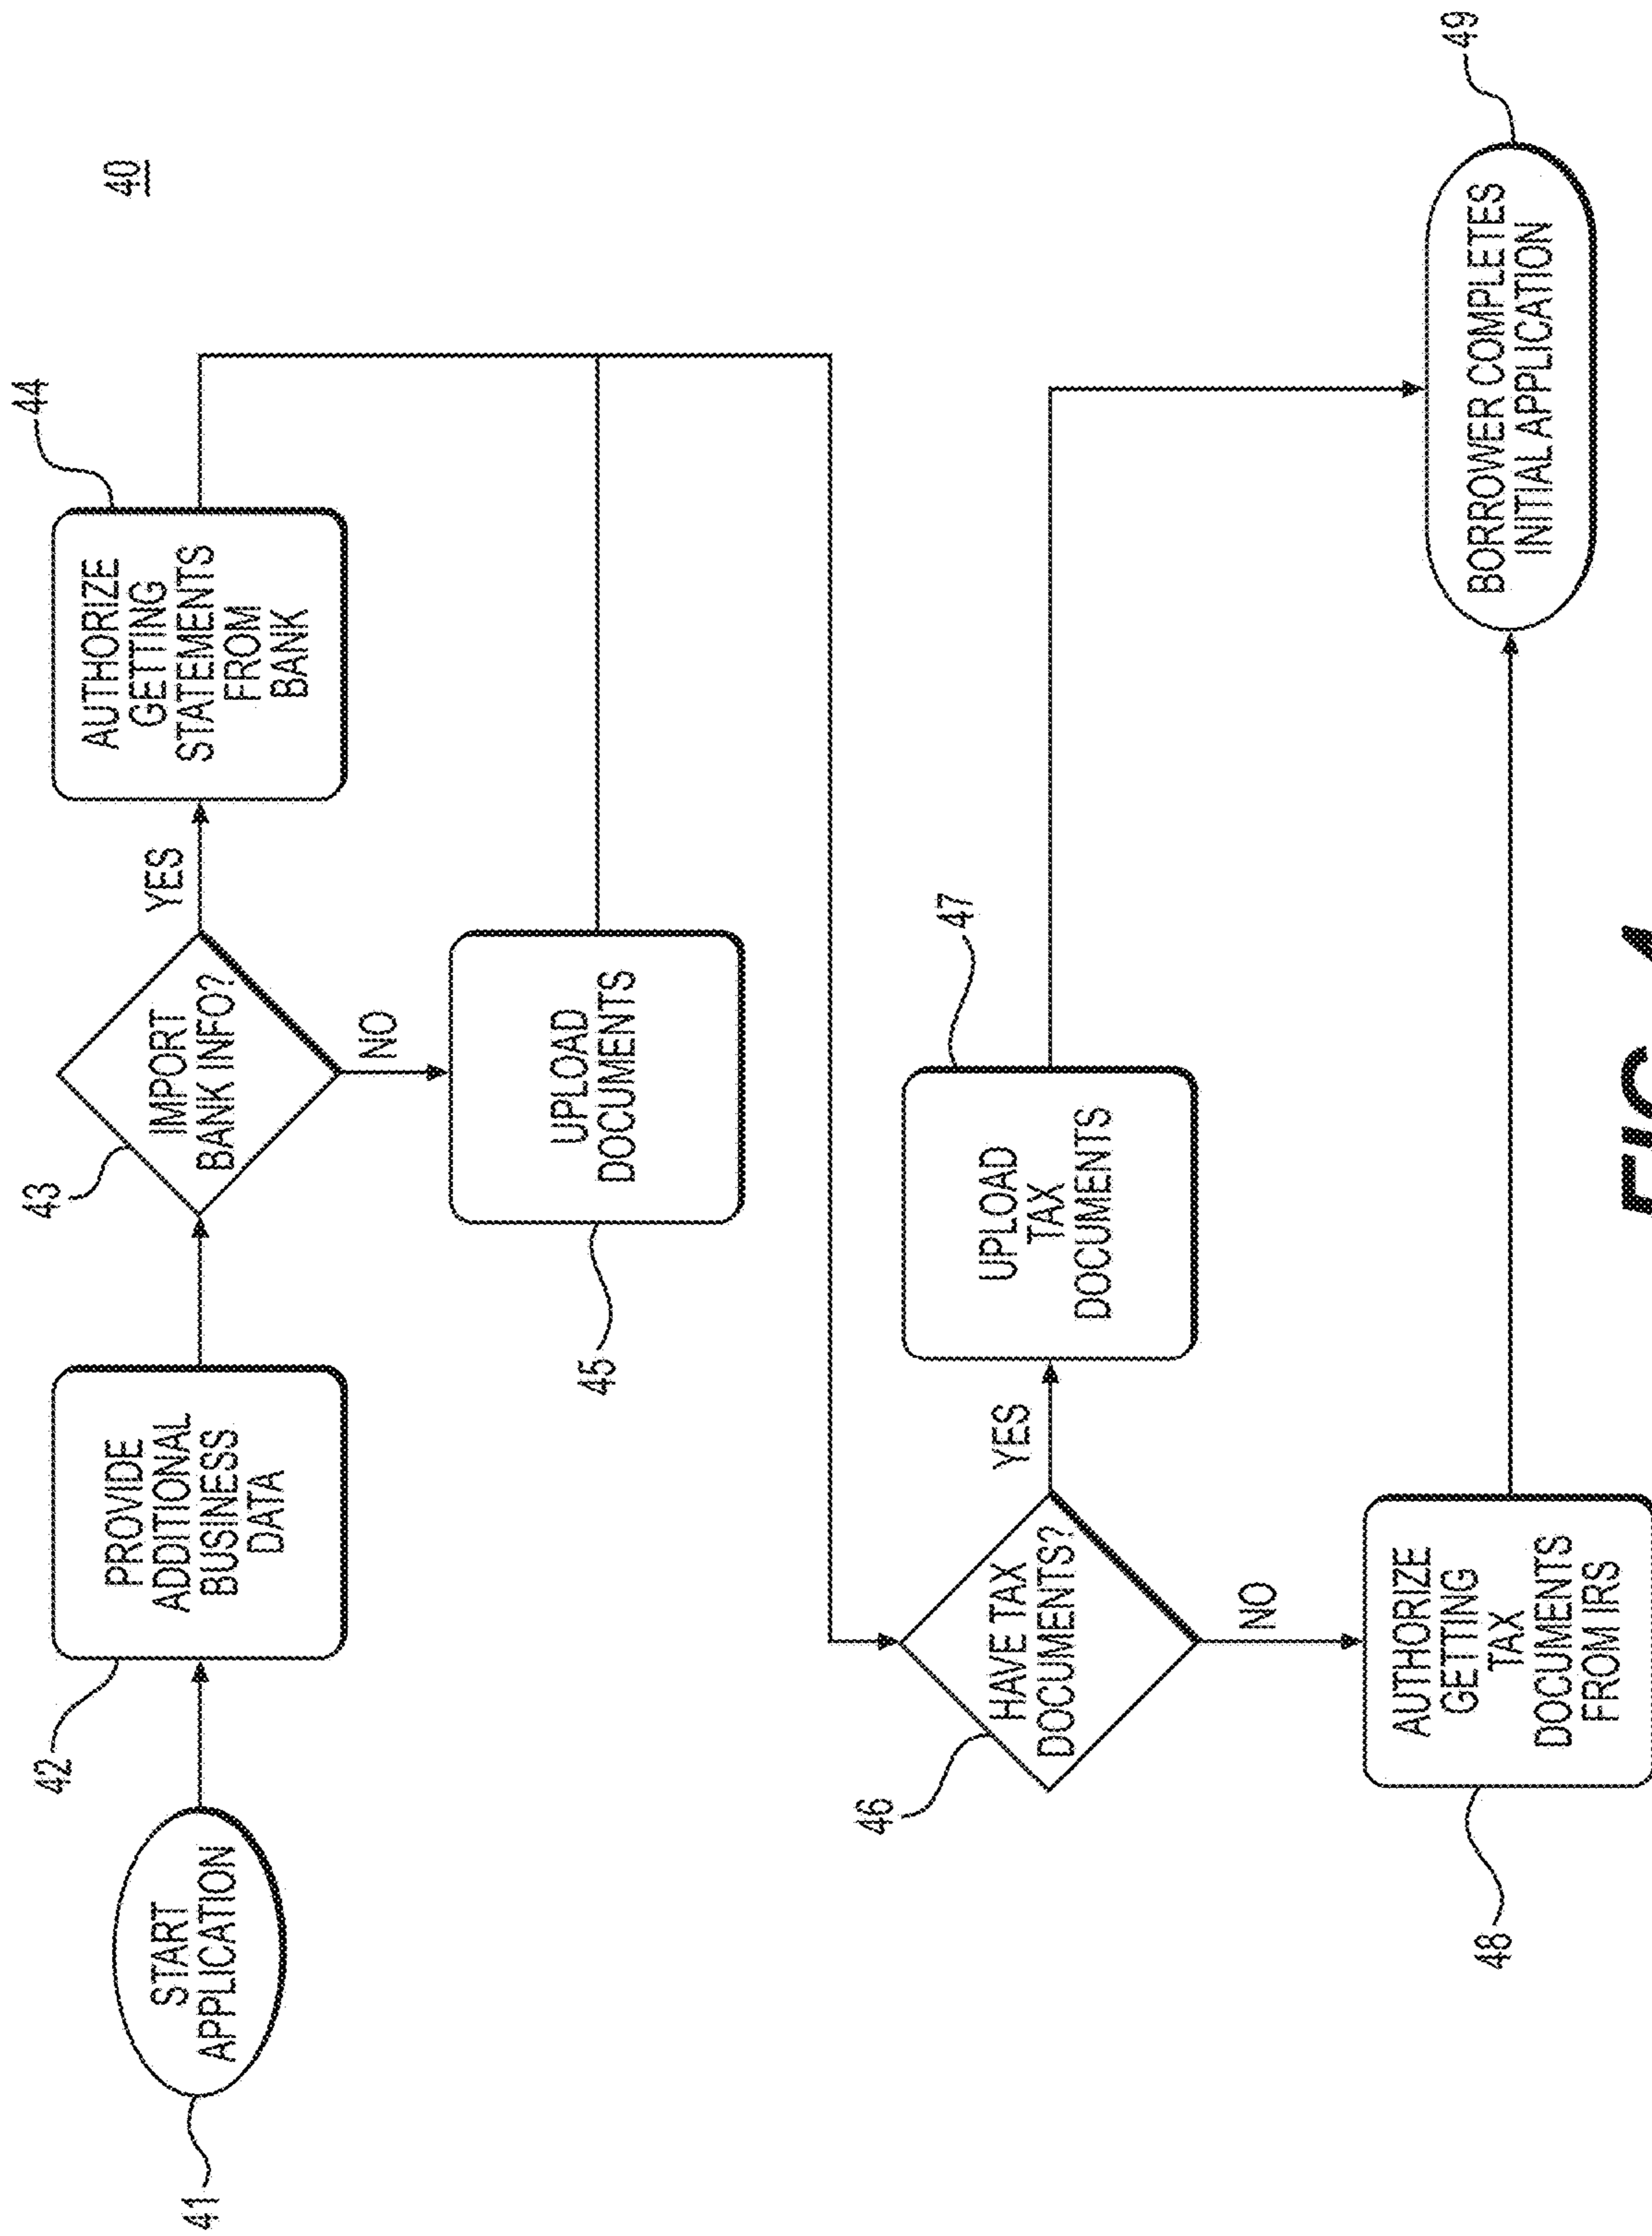 40
41
START
APPLICATION
42
PROVIDE
ADDITIONAL
BUSINESS
DATA
43
IMPORT
BANK INFO?
YES
44
AUTHORIZE
GETTING
STATEMENTS
FROM
BANK
NO
45
UPLOAD
DOCUMENTS
46
HAVE TAX
DOCUMENTS?
YES
47
UPLOAD
TAX
DOCUMENTS
NO
48
AUTHORIZE
GETTING
TAX
DOCUMENTS
FROM IRS
49
BORROWER COMPLETES
INITIAL APPLICATION